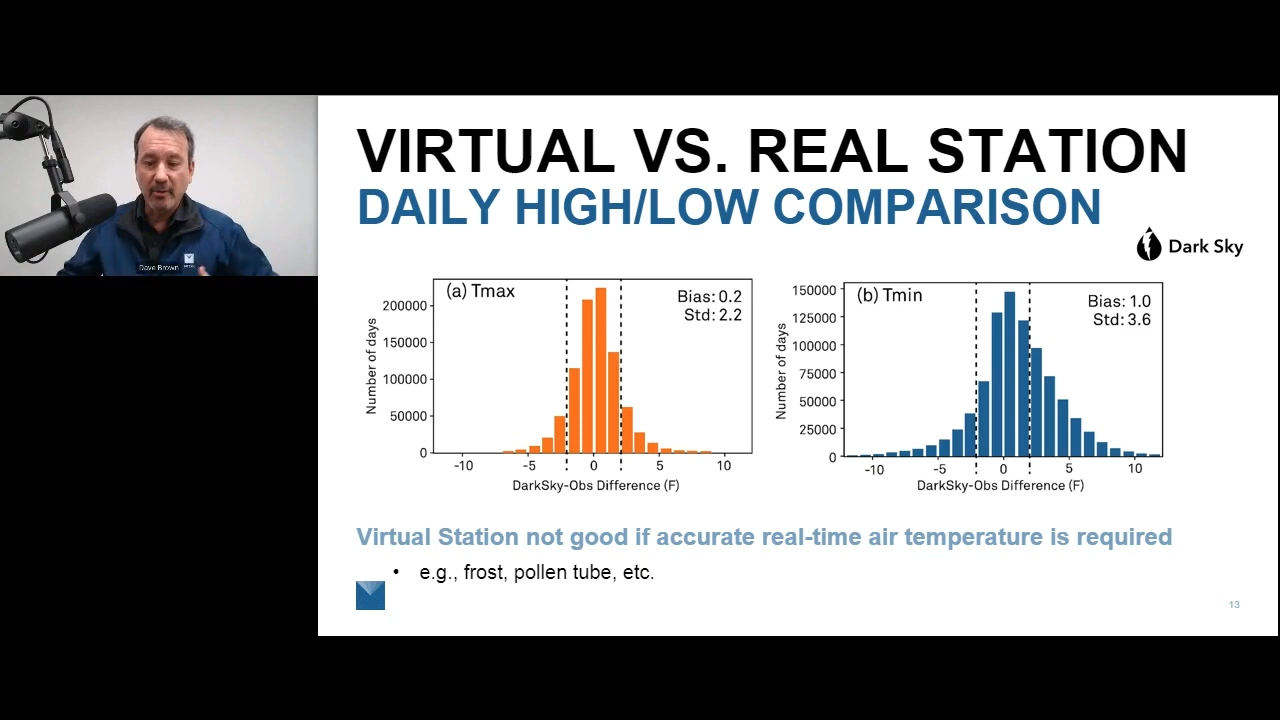 Dave Brown
VIRTUAL VS. REAL STATION
DAILY HIGH/LOW COMPARISON
Dark Sky
(a) Tmax
Bias: 0.2
Std: 2.2
Number of days
200000
150000
100000
50000
0
-10
-5
0
5
10
DarkSky-Obs Difference (F)
(b) Tmin
Bias: 1.0
Std: 3.6
Number of days
150000
125000
100000
75000
50000
25000
0
-10
-5
0
5
10
DarkSky-Obs Difference (F)
Virtual Station not good if accurate real-time air temperature is required
• e.g., frost, pollen tube, etc.
13